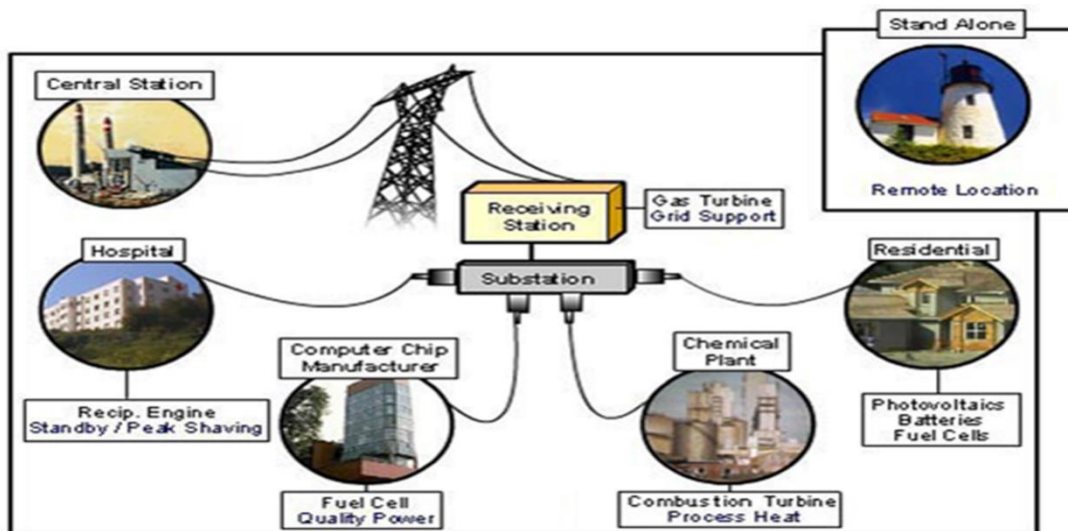 Stand Alone
Central Station
Remote Location
Receiving
Station
Gas Turbine
Grid Support
Hospital
Residential
Substation
Computer Chip
Manufacturer
Chemical
Plant
Recip. Engine
Standby / Peak Shaving
Photovoltaics
Batteries
Fuel Cells
Fuel Cell
Quality Power
Combustion Turbine
Process Heat